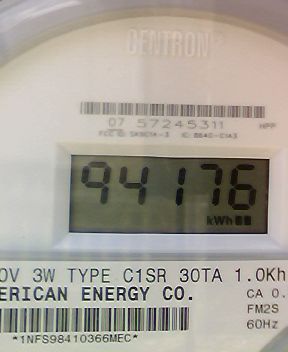 CENTRON
07 57245311 HPP
94176
kWh
0V 3W TYPE C1SR 30TA 1.0Kh
ERICAN ENERGY CO. CA 0.
FM2S
60Hz
*1NFS98410366MEC*